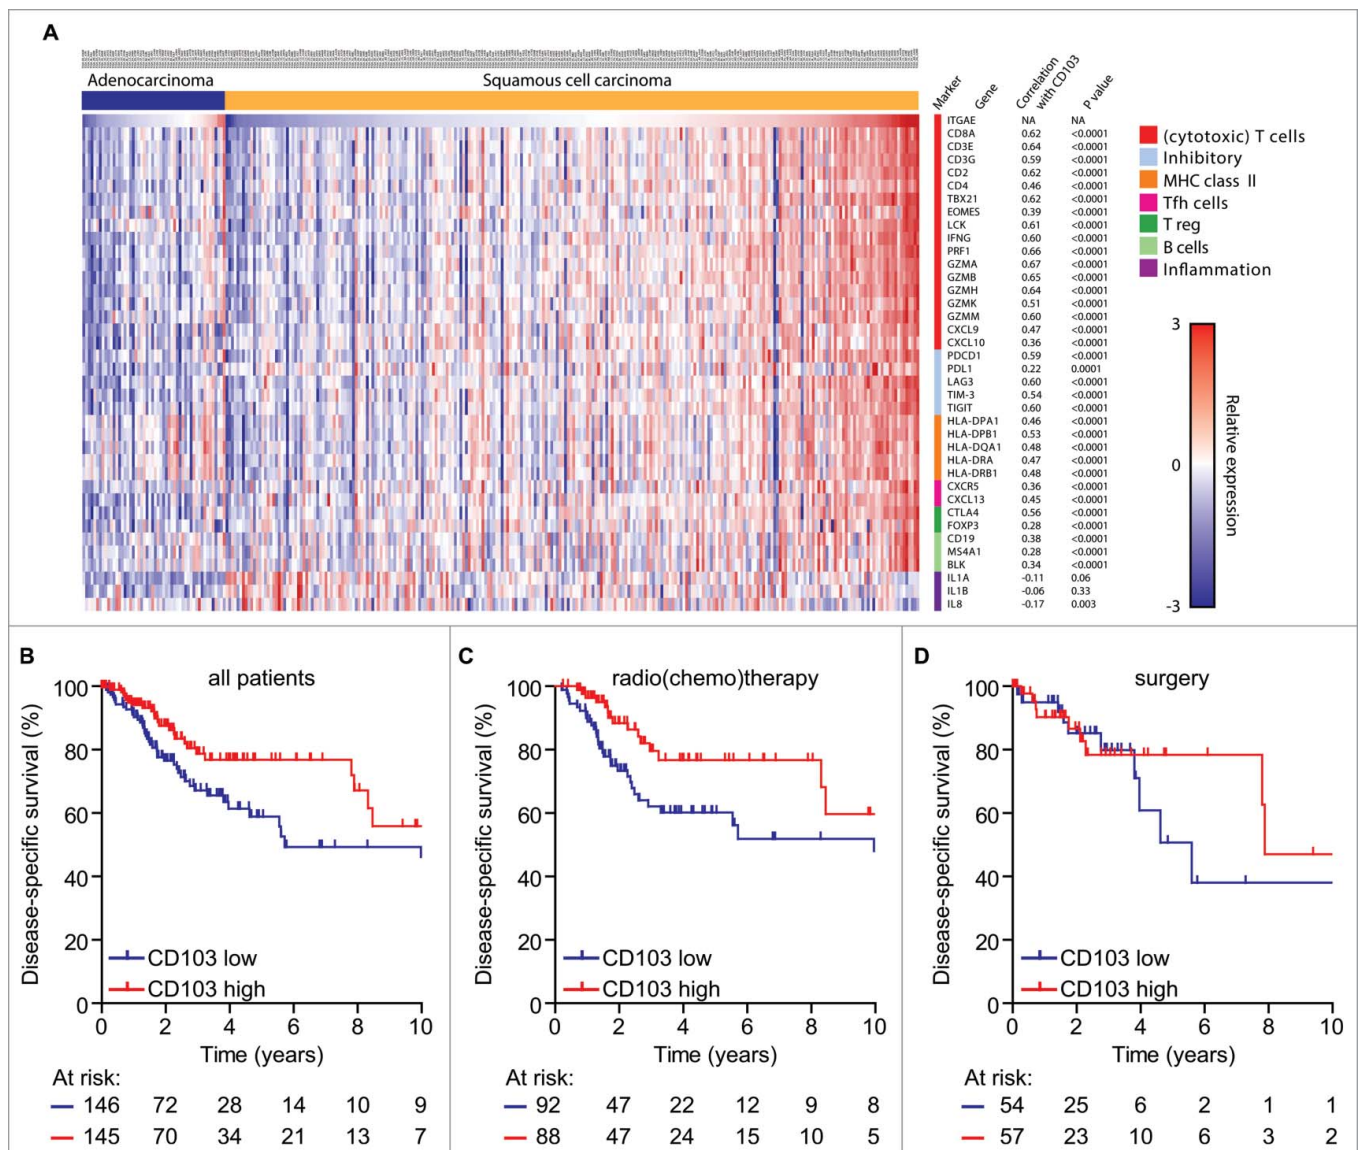 A
Adenocarcinoma Squamous cell carcinoma
Marker Gene Correlation with CD103 P value
ITGAE NA NA
CD8A 0.62 <0.0001
CD3E 0.64 <0.0001
CD3G 0.59 <0.0001
CD2 0.62 <0.0001
CD4 0.46 <0.0001
TBX21 0.62 <0.0001
EOMES 0.39 <0.0001
LCK 0.61 <0.0001
IFNG 0.60 <0.0001
PRF1 0.66 <0.0001
GZMA 0.67 <0.0001
GZMB 0.65 <0.0001
GZMH 0.64 <0.0001
GZMK 0.51 <0.0001
GZMM 0.60 <0.0001
CXCL9 0.47 <0.0001
CXCL10 0.36 <0.0001
PDCD1 0.59 <0.0001
PDL1 0.22 0.0001
LAG3 0.60 <0.0001
TIM-3 0.54 <0.0001
TIGIT 0.60 <0.0001
HLA-DPA1 0.46 <0.0001
HLA-DPB1 0.53 <0.0001
HLA-DQA1 0.48 <0.0001
HLA-DRA 0.47 <0.0001
HLA-DRB1 0.48 <0.0001
CXCR5 0.36 <0.0001
CXCL13 0.45 <0.0001
CTLA4 0.56 <0.0001
FOXP3 0.28 <0.0001
CD19 0.38 <0.0001
MS4A1 0.28 <0.0001
BLK 0.34 <0.0001
IL1A -0.11 0.06
IL1B -0.06 0.33
IL8 -0.17 0.003
(cytotoxic) T cells
Inhibitory
MHC class II
Tfh cells
T reg
B cells
Inflammation
3
0
-3
Relative expression
B
all patients
Disease-specific survival (%)
100
80
60
40
20
0
CD103 low
CD103 high
0 2 4 6 8 10
Time (years)
At risk:
146 72 28 14 10 9
145 70 34 21 13 7
C
radio(chemo)therapy
Disease-specific survival (%)
100
80
60
40
20
0
CD103 low
CD103 high
0 2 4 6 8 10
Time (years)
At risk:
92 47 22 12 9 8
88 47 24 15 10 5
D
surgery
Disease-specific survival (%)
100
80
60
40
20
0
CD103 low
CD103 high
0 2 4 6 8 10
Time (years)
At risk:
54 25 6 2 1 1
57 23 10 6 3 2